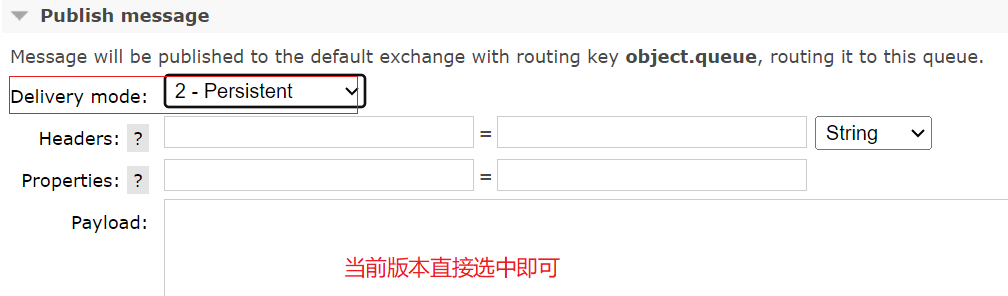 Publish message
Message will be published to the default exchange with routing key object.queue, routing it to this queue.
Delivery mode: 2 - Persistent
Headers: ? = String
Properties: ? =
Payload:
当前版本直接选中即可